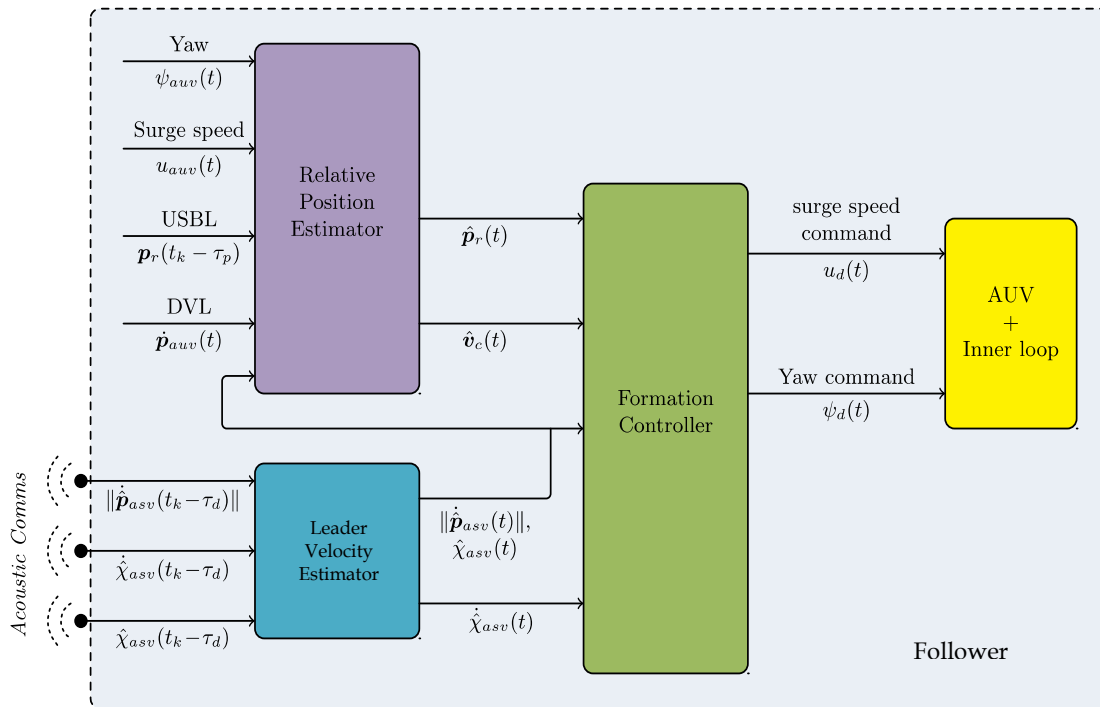 Yaw
ψ_auv(t)
Surge speed
u_auv(t)
USBL
p_r(t_k − τ_p)
DVL
ṗ_auv(t)
Relative
Position
Estimator
p̂_r(t)
v̂_c(t)
Formation
Controller
surge speed
command
u_d(t)
Yaw command
ψ_d(t)
AUV
+
Inner loop
Acoustic Comms
‖p̂̇_asv(t_k−τ_d)‖
χ̂̇_asv(t_k−τ_d)
χ̂_asv(t_k−τ_d)
Leader
Velocity
Estimator
‖p̂̇_asv(t)‖,
χ̂_asv(t)
χ̂̇_asv(t)
Follower